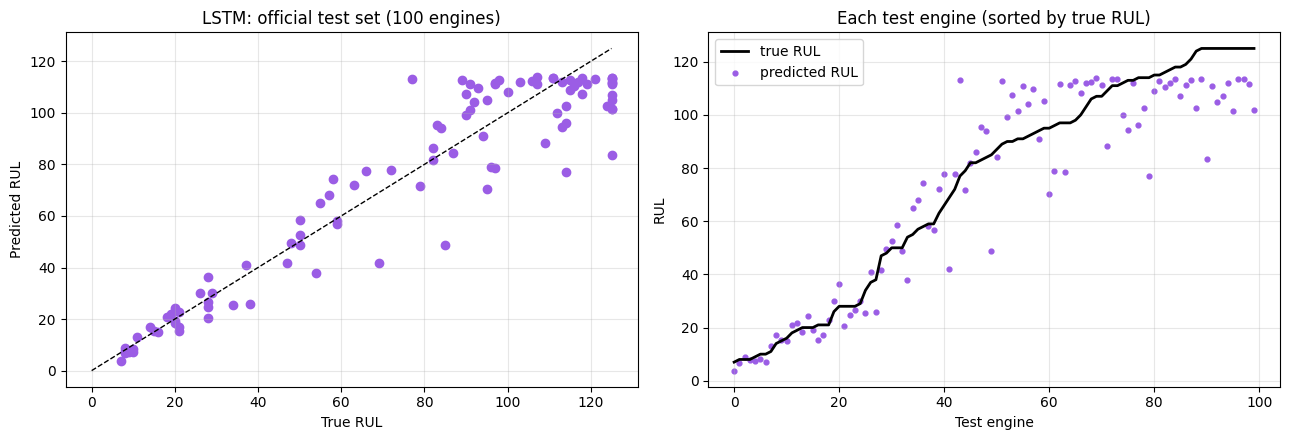 LSTM: official test set (100 engines)
Predicted RUL
120
100
80
60
40
20
0
0 20 40 60 80 100 120
True RUL
Each test engine (sorted by true RUL)
true RUL
predicted RUL
RUL
120
100
80
60
40
20
0
0 20 40 60 80 100
Test engine